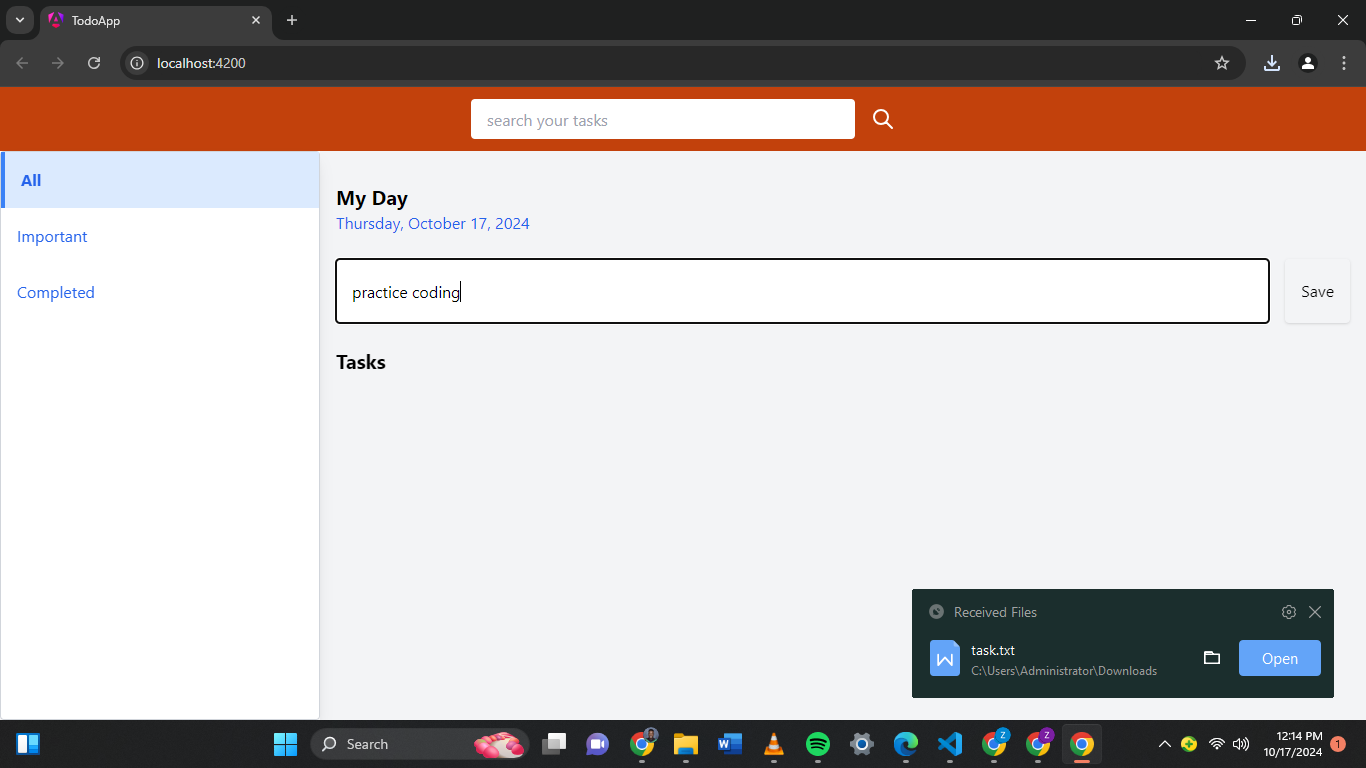 TodoApp
localhost:4200
search your tasks
All
Important
Completed
My Day
Thursday, October 17, 2024
practice coding
Save
Tasks
Received Files
task.txt
C:\Users\Administrator\Downloads
Open
Search
Z
Z
12:14 PM
10/17/2024
1